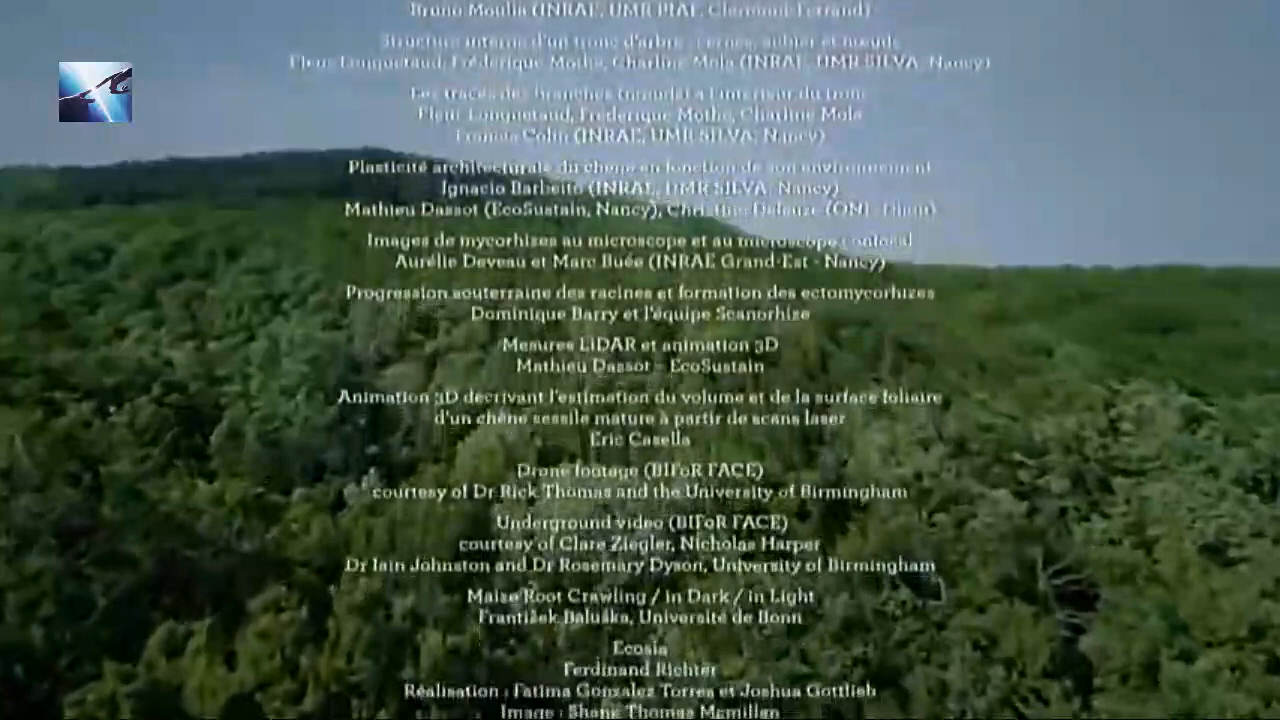 Bruno Moulia (INRAE, UMR PIAF, Clermont-Ferrand)
Structure interne d'un tronc d'arbre : cernes, aubier et nœuds
Fleur Longuetaud, Frédérique Mothe, Charline Mola (INRAE, UMR SILVA, Nancy)
Les traces des branches (nœuds) à l'intérieur du tronc
Fleur Longuetaud, Frédérique Mothe, Charline Mola
Francis Colin (INRAE, UMR SILVA, Nancy)
Plasticité architecturale du chêne en fonction de son environnement
Ignacio Barbeito (INRAE, UMR SILVA, Nancy)
Mathieu Dassot (EcoSustain, Nancy), Christine Deleuze (ONF, Dijon)
Images de mycorhizes au microscope et au microscope confocal
Aurélie Deveau et Marc Buée (INRAE Grand-Est - Nancy)
Progression souterraine des racines et formation des ectomycorhizes
Dominique Barry et l'équipe Scanorhize
Mesures LiDAR et animation 3D
Mathieu Dassot - EcoSustain
Animation 3D décrivant l'estimation du volume et de la surface foliaire
d'un chêne sessile mature à partir de scans laser
Eric Casella
Drone footage (BIFoR FACE)
courtesy of Dr Rick Thomas and the University of Birmingham
Underground video (BIFoR FACE)
courtesy of Clare Ziegler, Nicholas Harper
Dr Iain Johnston and Dr Rosemary Dyson, University of Birmingham
Maize Root Crawling / in Dark / in Light
František Baluška, Université de Bonn
Ecosia
Ferdinand Richter
Réalisation : Fatima Gonzalez Torres et Joshua Gottlieb
Image : Shane Thomas Mcmillan